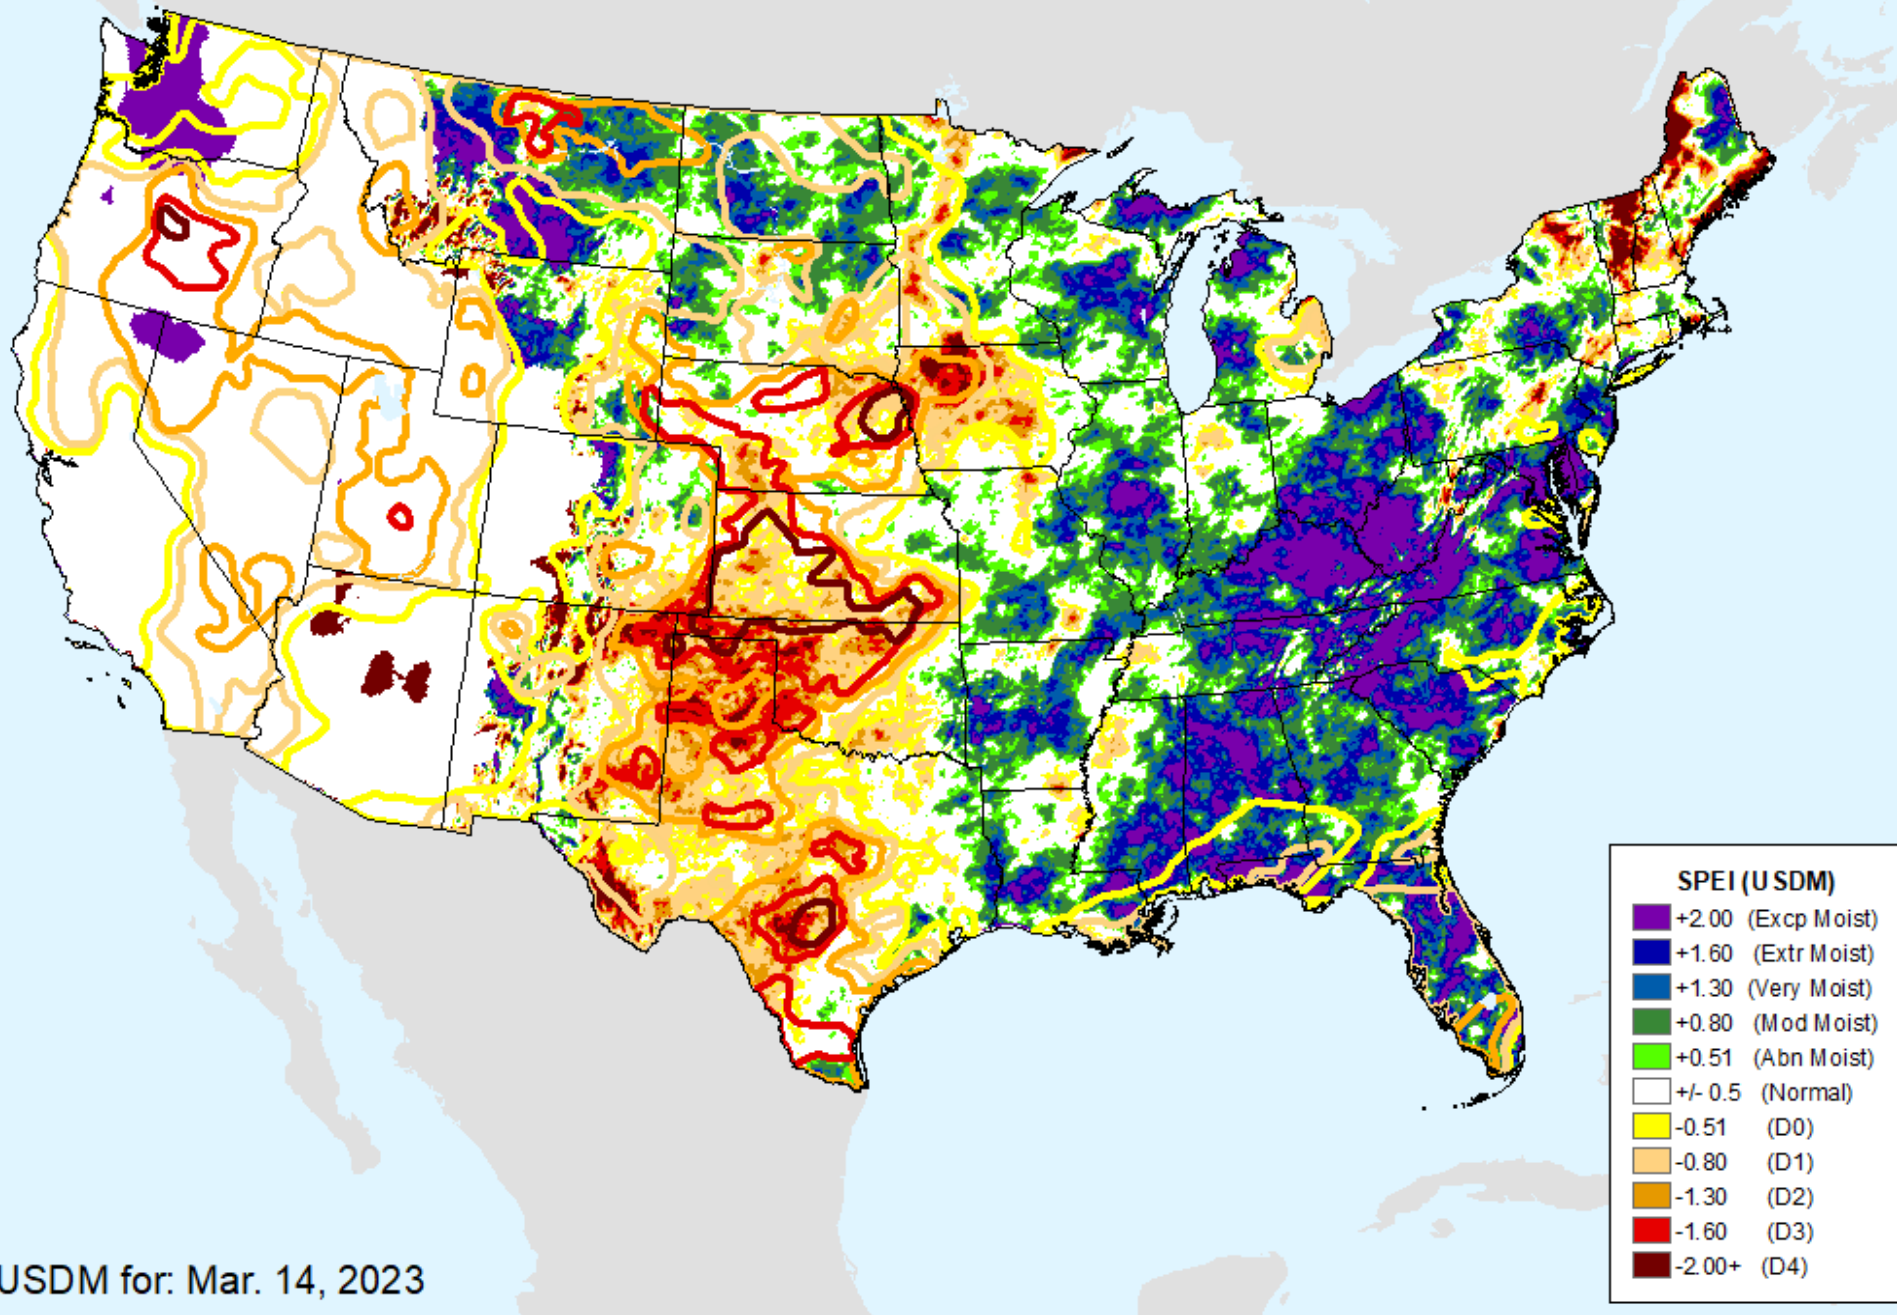 SPEI (USDM)
+2.00 (Excp Moist)
+1.60 (Extr Moist)
+1.30 (Very Moist)
+0.80 (Mod Moist)
+0.51 (Abn Moist)
+/- 0.5 (Normal)
-0.51 (D0)
-0.80 (D1)
-1.30 (D2)
-1.60 (D3)
-2.00+ (D4)
USDM for: Mar. 14, 2023